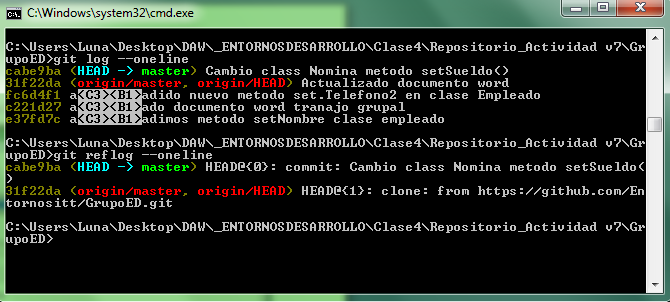 C:\Windows\system32\cmd.exe
C:\Users\Luna\Desktop\DAW\_ENTORNOSDESARROLLO\Clase4\Repositorio_Actividad v7\Gr
upoED>git log --oneline
cabe9ba (HEAD -> master) Cambio class Nomina metodo setSueldo()
31f22da (origin/master, origin/HEAD) Actualizado documento word
fc6d4f1 a<C3><B1>adido nuevo metodo set.Telefono2 en clase Empleado
c221d27 a<C3><B1>ado documento word tranajo grupal
e37fd7c a<C3><B1>adimos metodo setNombre clase empleado
C:\Users\Luna\Desktop\DAW\_ENTORNOSDESARROLLO\Clase4\Repositorio_Actividad v7\Gr
upoED>git reflog --oneline
cabe9ba (HEAD -> master) HEAD@{0}: commit: Cambio class Nomina metodo setSueldo(
)
31f22da (origin/master, origin/HEAD) HEAD@{1}: clone: from https://github.com/En
tornositt/GrupoED.git
C:\Users\Luna\Desktop\DAW\_ENTORNOSDESARROLLO\Clase4\Repositorio_Actividad v7\Gr
upoED>